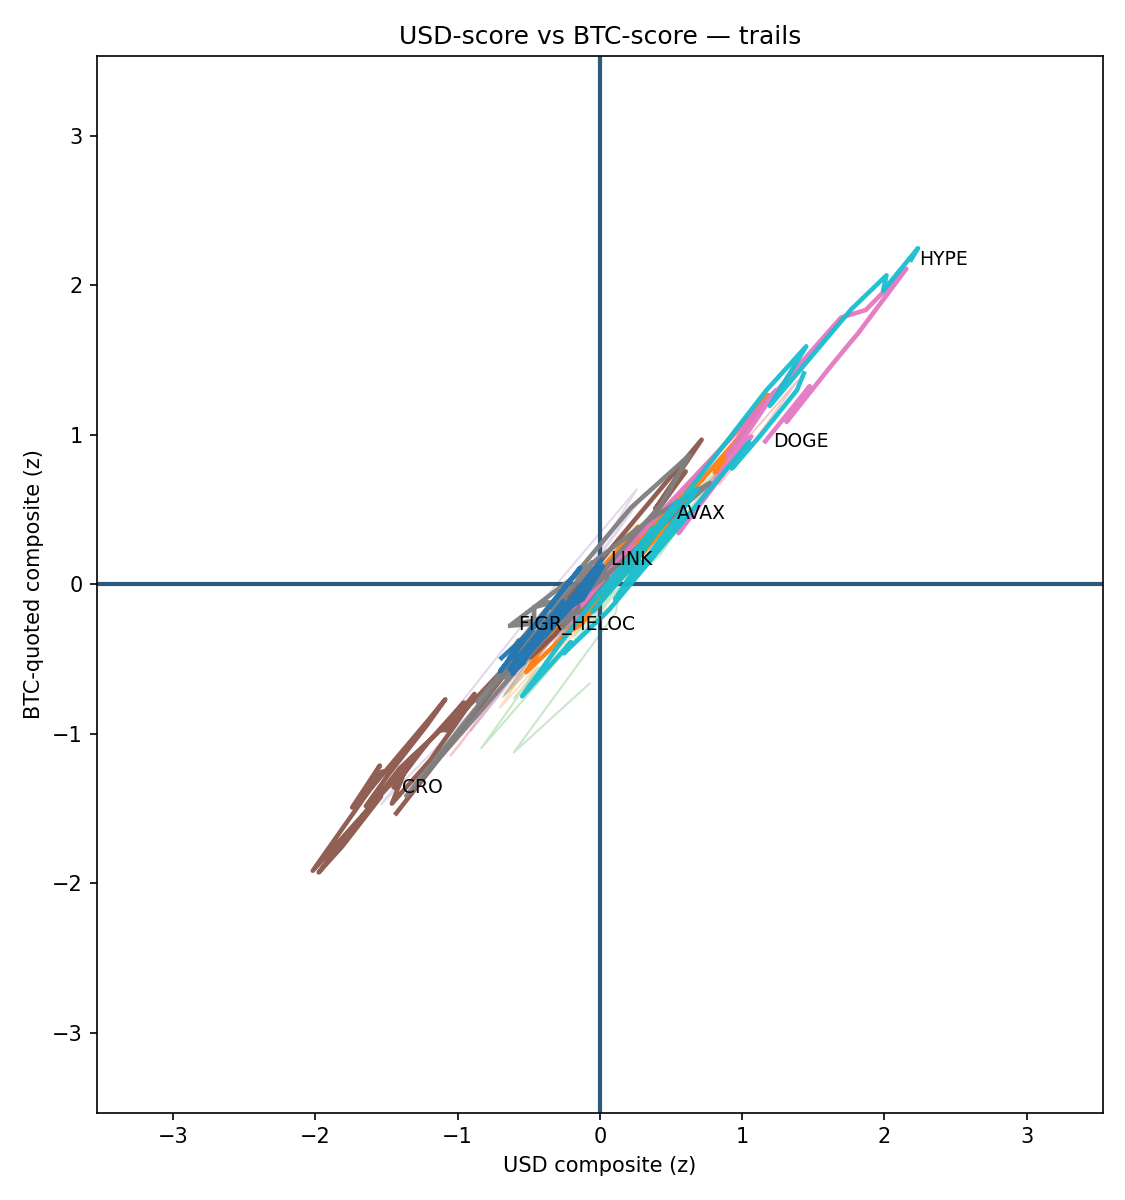 USD-score vs BTC-score — trails
3
2
1
0
−1
−2
−3
BTC-quoted composite (z)
HYPE
DOGE
AVAX
LINK
FIGR_HELOC
CRO
−3
−2
−1
0
1
2
3
USD composite (z)